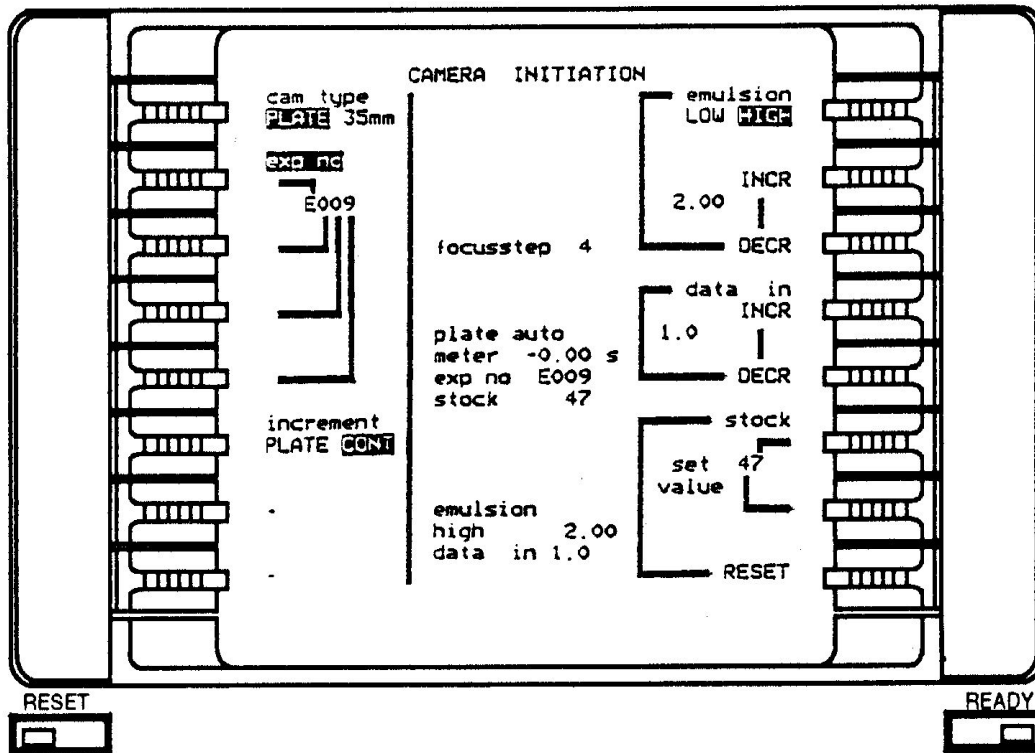 CAMERA INITIATION
cam type
PLATE 35mm
exp no
E009
increment
PLATE CONT
focusstep 4
plate auto
meter -0.00 s
exp no E009
stock 47
emulsion
high 2.00
data in 1.0
emulsion
LOW HIGH
INCR
2.00
DECR
data in
INCR
1.0
DECR
stock
set 47
value
RESET
RESET
READY